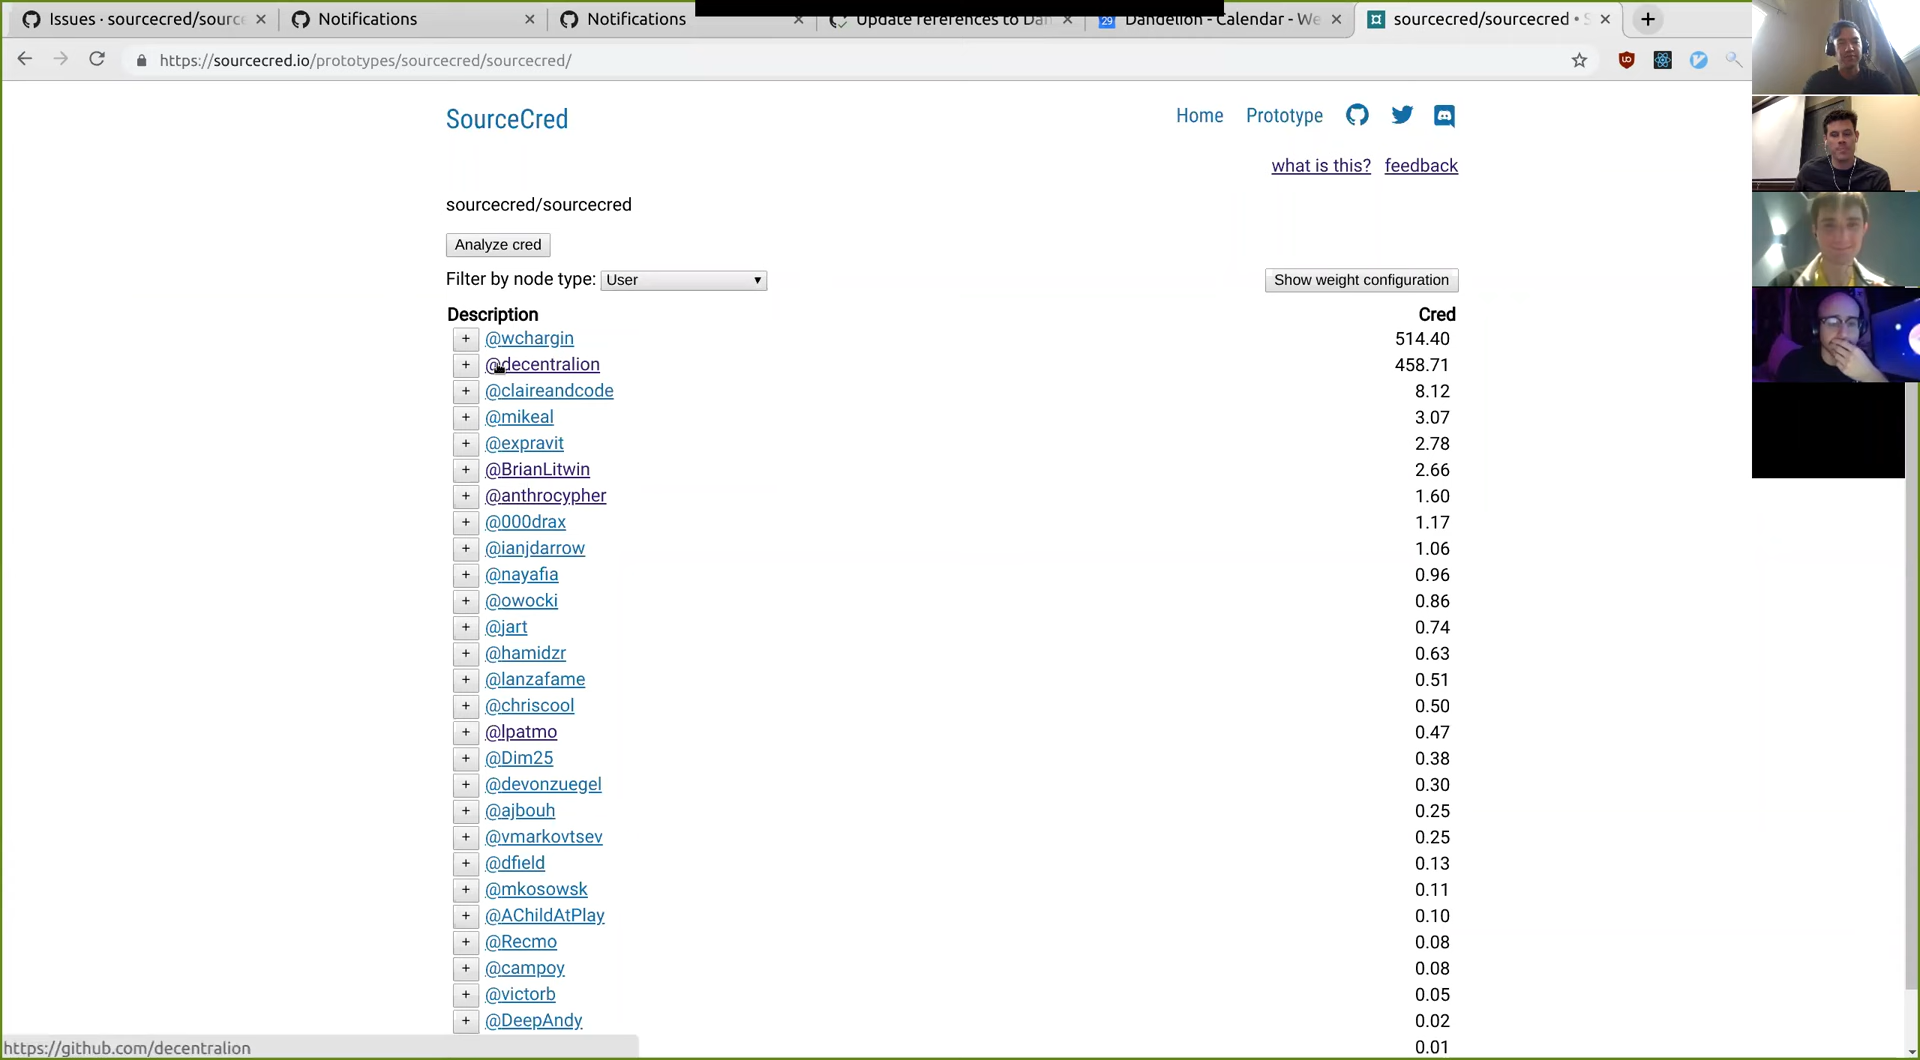 Issues · sourcecred/source
Notifications
Notifications
Update references to Dan
29
Dandelion - Calendar - We
sourcecred/sourcecred •
https://sourcecred.io/prototypes/sourcecred/sourcecred/
SourceCred
Home
Prototype
what is this?
feedback
sourcecred/sourcecred
Analyze cred
Filter by node type:
User
Show weight configuration
Description
Cred
+ @wchargin 514.40
+ @decentralion 458.71
+ @claireandcode 8.12
+ @mikeal 3.07
+ @expravit 2.78
+ @BrianLitwin 2.66
+ @anthrocypher 1.60
+ @000drax 1.17
+ @ianjdarrow 1.06
+ @nayafia 0.96
+ @owocki 0.86
+ @jart 0.74
+ @hamidzr 0.63
+ @lanzafame 0.51
+ @chriscool 0.50
+ @lpatmo 0.47
+ @Dim25 0.38
+ @devonzuegel 0.30
+ @ajbouh 0.25
+ @vmarkovtsev 0.25
+ @dfield 0.13
+ @mkosowsk 0.11
+ @AChildAtPlay 0.10
+ @Recmo 0.08
+ @campoy 0.08
+ @victorb 0.05
+ @DeepAndy 0.02
0.01
https://github.com/decentralion